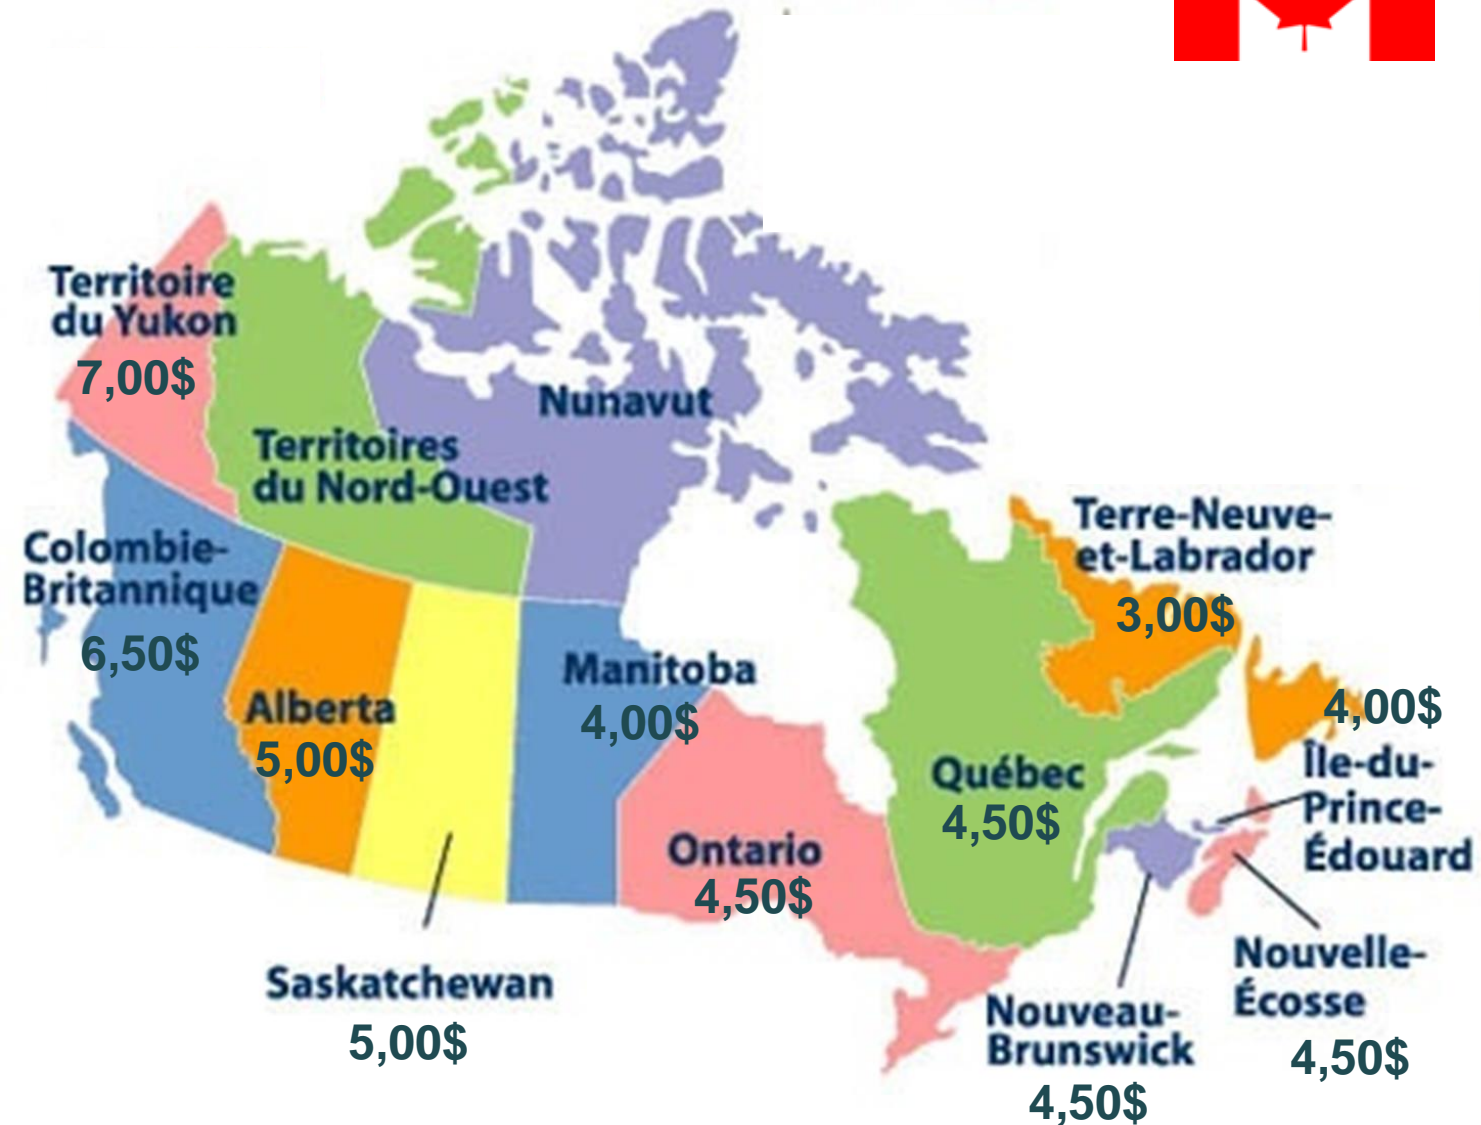 Territoire
du Yukon
7,00$
Nunavut
Territoires
du Nord-Ouest
Terre-Neuve-
et-Labrador
3,00$
Colombie-
Britannique
6,50$
Manitoba
4,00$
Alberta
5,00$
4,00$
Île-du-
Prince-
Édouard
Québec
4,50$
Ontario
4,50$
Saskatchewan
5,00$
Nouvelle-
Écosse
4,50$
Nouveau-
Brunswick
4,50$